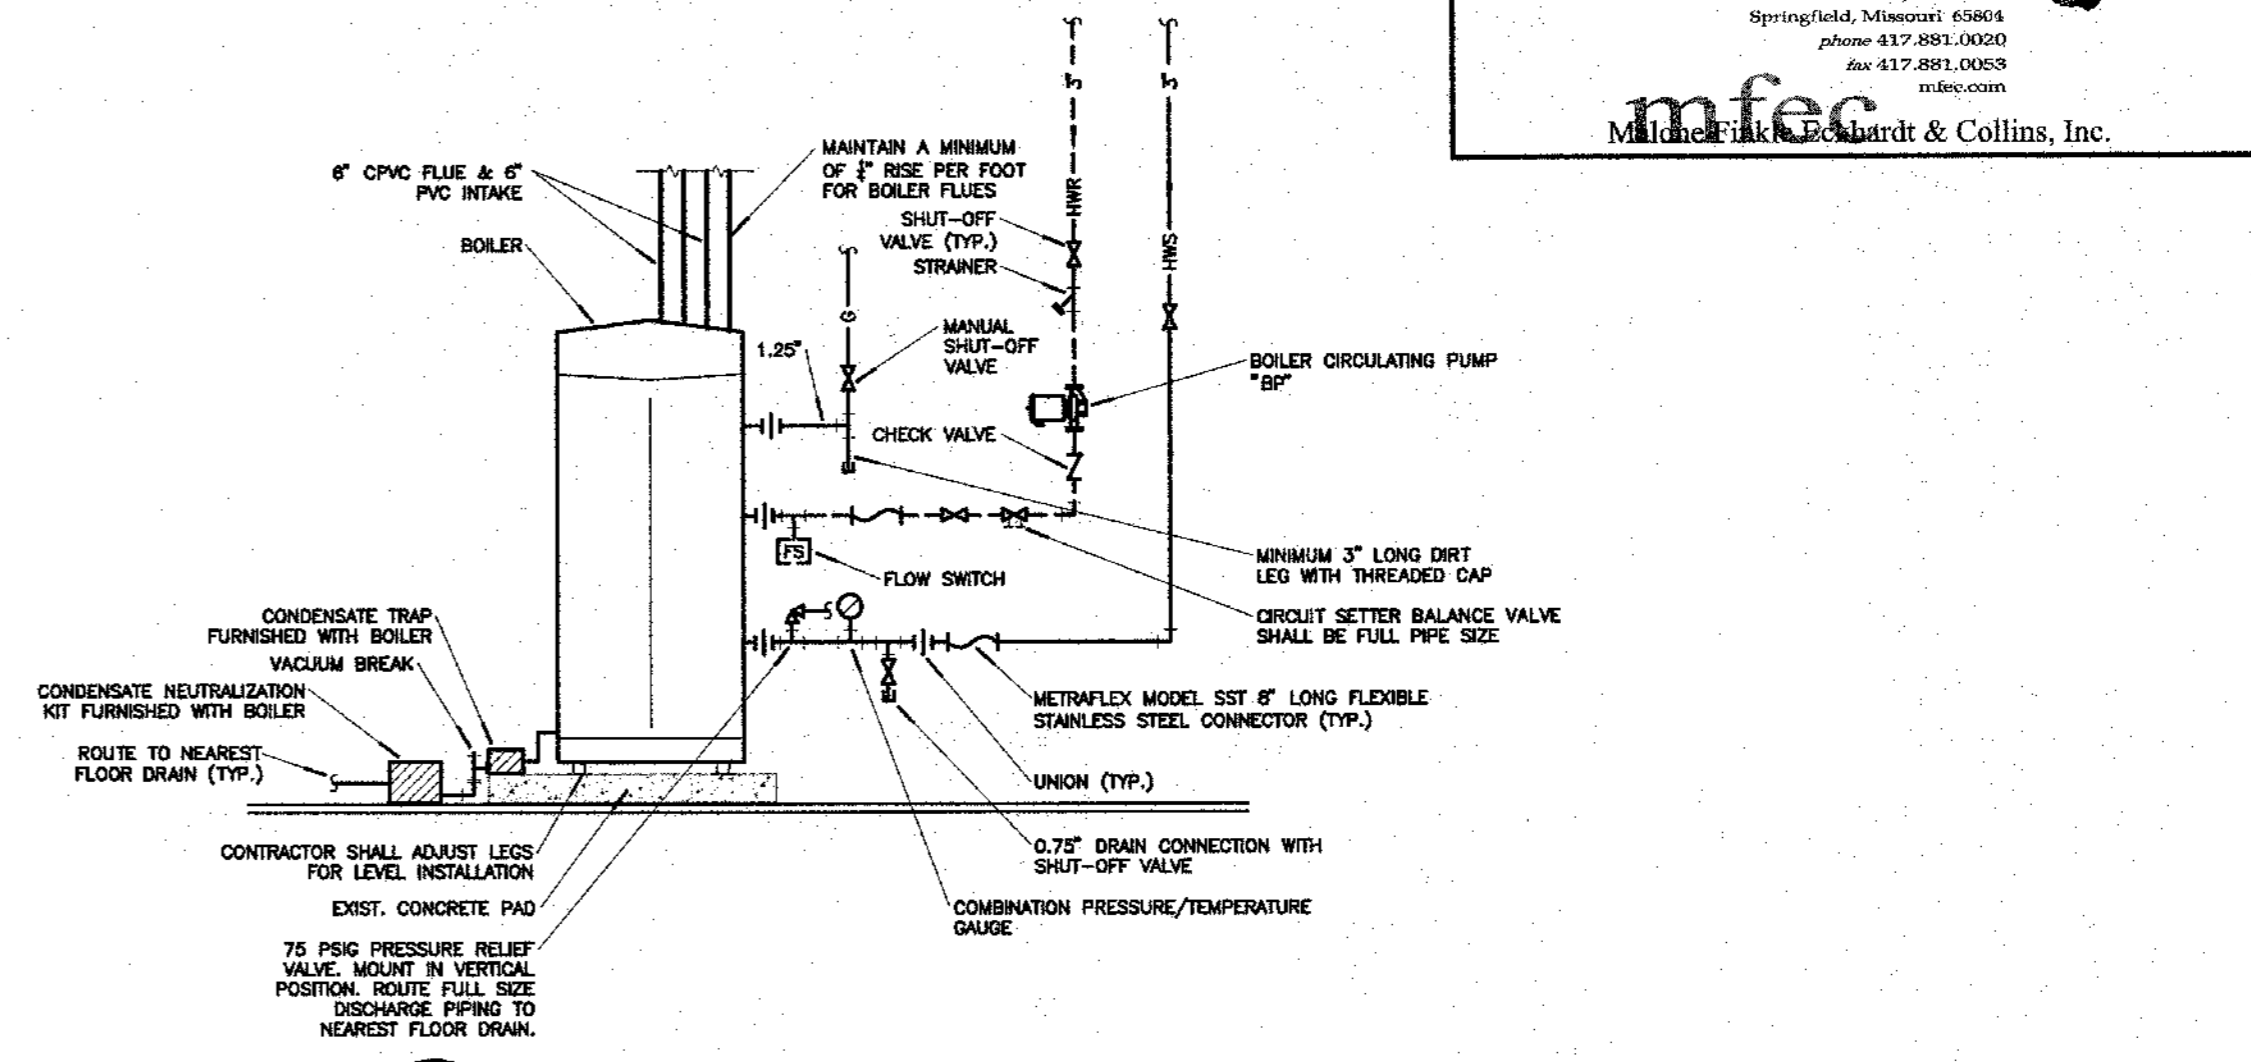 Springfield, Missouri 65804
phone 417.881.0020
fax 417.881.0053
mfec.com
mfec
Malone Finkle Eckhardt & Collins, Inc.
3"
3"
HWR
HWS
6" CPVC FLUE & 6"
PVC INTAKE
BOILER
MAINTAIN A MINIMUM
OF ¼" RISE PER FOOT
FOR BOILER FLUES
SHUT-OFF
VALVE (TYP.)
STRAINER
G
1.25"
MANUAL
SHUT-OFF
VALVE
BOILER CIRCULATING PUMP
"BP"
CHECK VALVE
FS
FLOW SWITCH
MINIMUM 3" LONG DIRT
LEG WITH THREADED CAP
CIRCUIT SETTER BALANCE VALVE
SHALL BE FULL PIPE SIZE
CONDENSATE TRAP
FURNISHED WITH BOILER
VACUUM BREAK
CONDENSATE NEUTRALIZATION
KIT FURNISHED WITH BOILER
ROUTE TO NEAREST
FLOOR DRAIN (TYP.)
METRAFLEX MODEL SST 8" LONG FLEXIBLE
STAINLESS STEEL CONNECTOR (TYP.)
UNION (TYP.)
0.75" DRAIN CONNECTION WITH
SHUT-OFF VALVE
COMBINATION PRESSURE/TEMPERATURE
GAUGE
CONTRACTOR SHALL ADJUST LEGS
FOR LEVEL INSTALLATION
EXIST. CONCRETE PAD
75 PSIG PRESSURE RELIEF
VALVE. MOUNT IN VERTICAL
POSITION. ROUTE FULL SIZE
DISCHARGE PIPING TO
NEAREST FLOOR DRAIN.